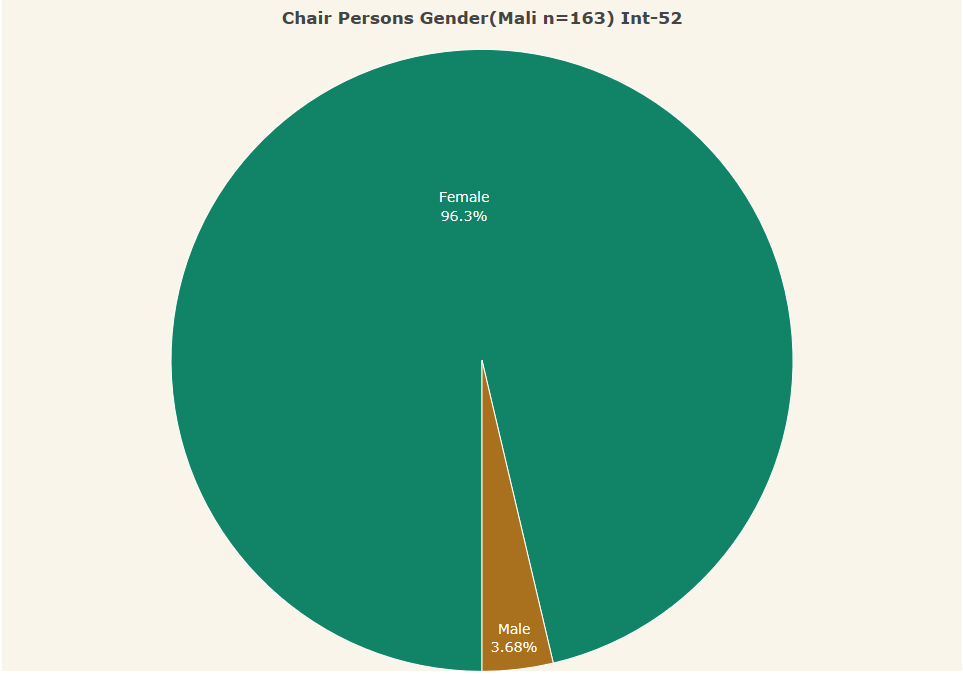 Chair Persons Gender(Mali n=163) Int-52
Female
96.3%
Male
3.68%